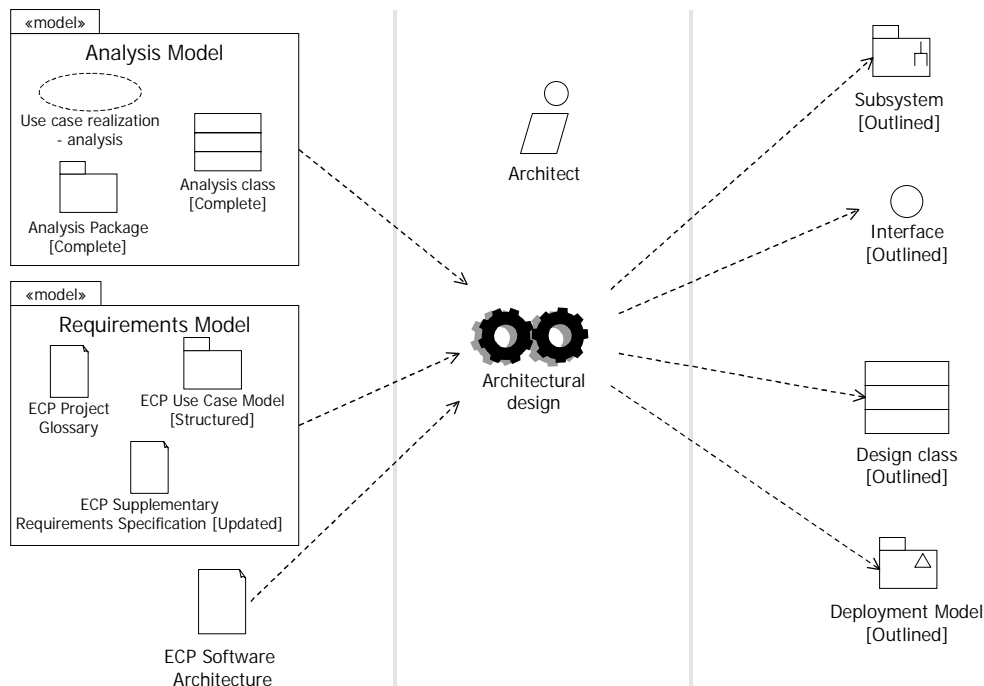 «model»
Analysis Model
Use case realization
- analysis
Analysis class
[Complete]
Analysis Package
[Complete]
«model»
Requirements Model
ECP Project
Glossary
ECP Use Case Model
[Structured]
ECP Supplementary
Requirements Specification [Updated]
ECP Software
Architecture
Architect
Architectural
design
Subsystem
[Outlined]
Interface
[Outlined]
Design class
[Outlined]
Deployment Model
[Outlined]